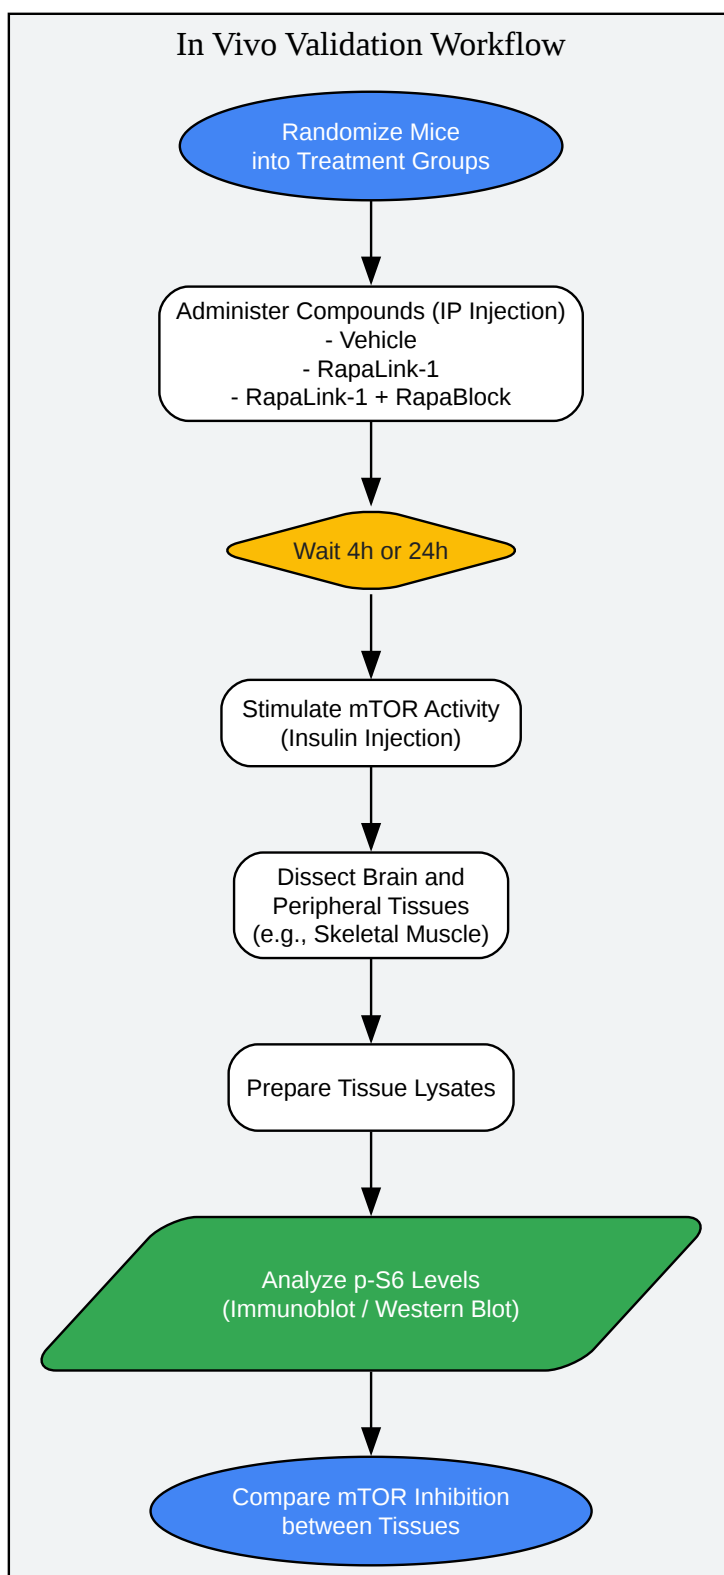 In Vivo Validation Workflow
Randomize Mice
into Treatment Groups
Administer Compounds (IP Injection)
- Vehicle
- RapaLink-1
- RapaLink-1 + RapaBlock
Wait 4h or 24h
Stimulate mTOR Activity
(Insulin Injection)
Dissect Brain and
Peripheral Tissues
(e.g., Skeletal Muscle)
Prepare Tissue Lysates
Analyze p-S6 Levels
(Immunoblot / Western Blot)
Compare mTOR Inhibition
between Tissues